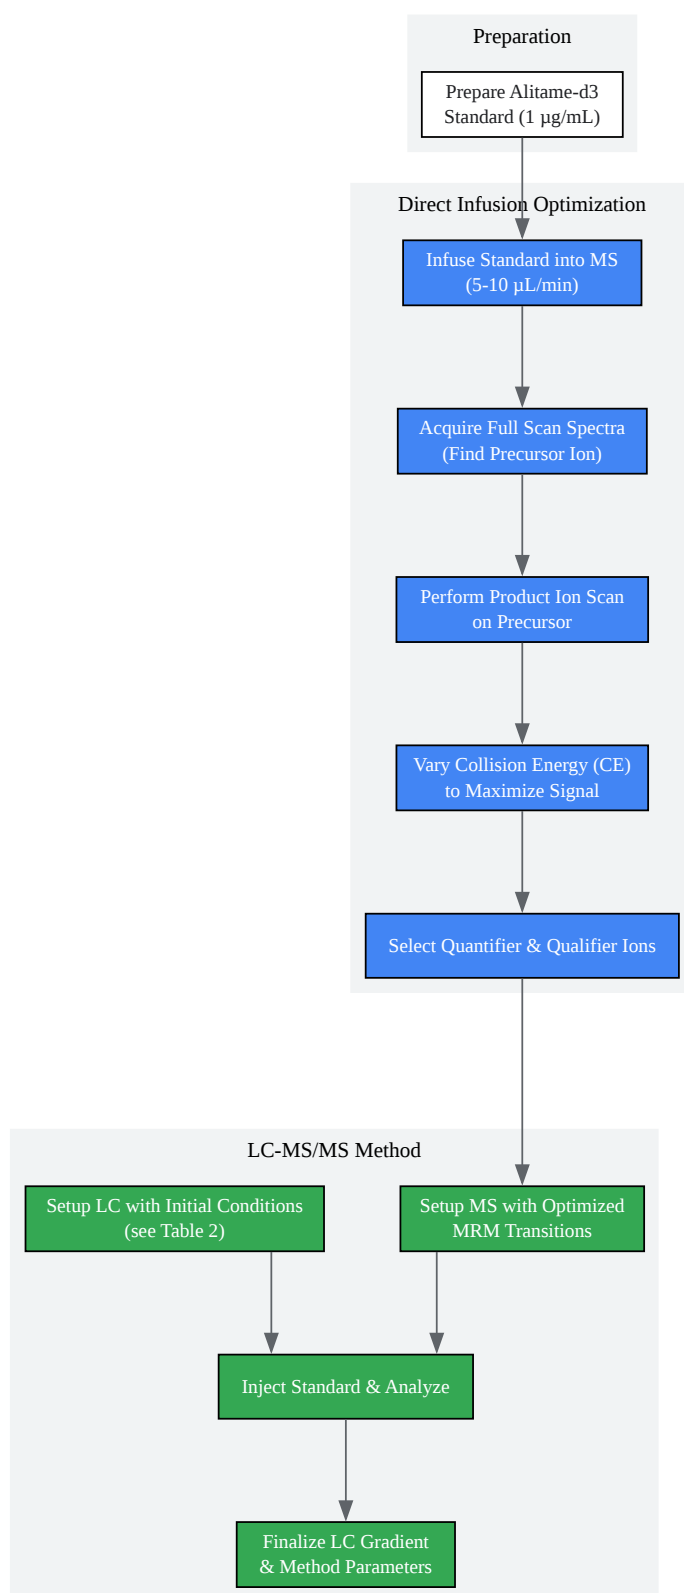 Preparation
Prepare Alitame-d3
Standard (1 µg/mL)
Direct Infusion Optimization
Infuse Standard into MS
(5-10 µL/min)
Acquire Full Scan Spectra
(Find Precursor Ion)
Perform Product Ion Scan
on Precursor
Vary Collision Energy (CE)
to Maximize Signal
Select Quantifier & Qualifier Ions
LC-MS/MS Method
Setup LC with Initial Conditions
(see Table 2)
Setup MS with Optimized
MRM Transitions
Inject Standard & Analyze
Finalize LC Gradient
& Method Parameters